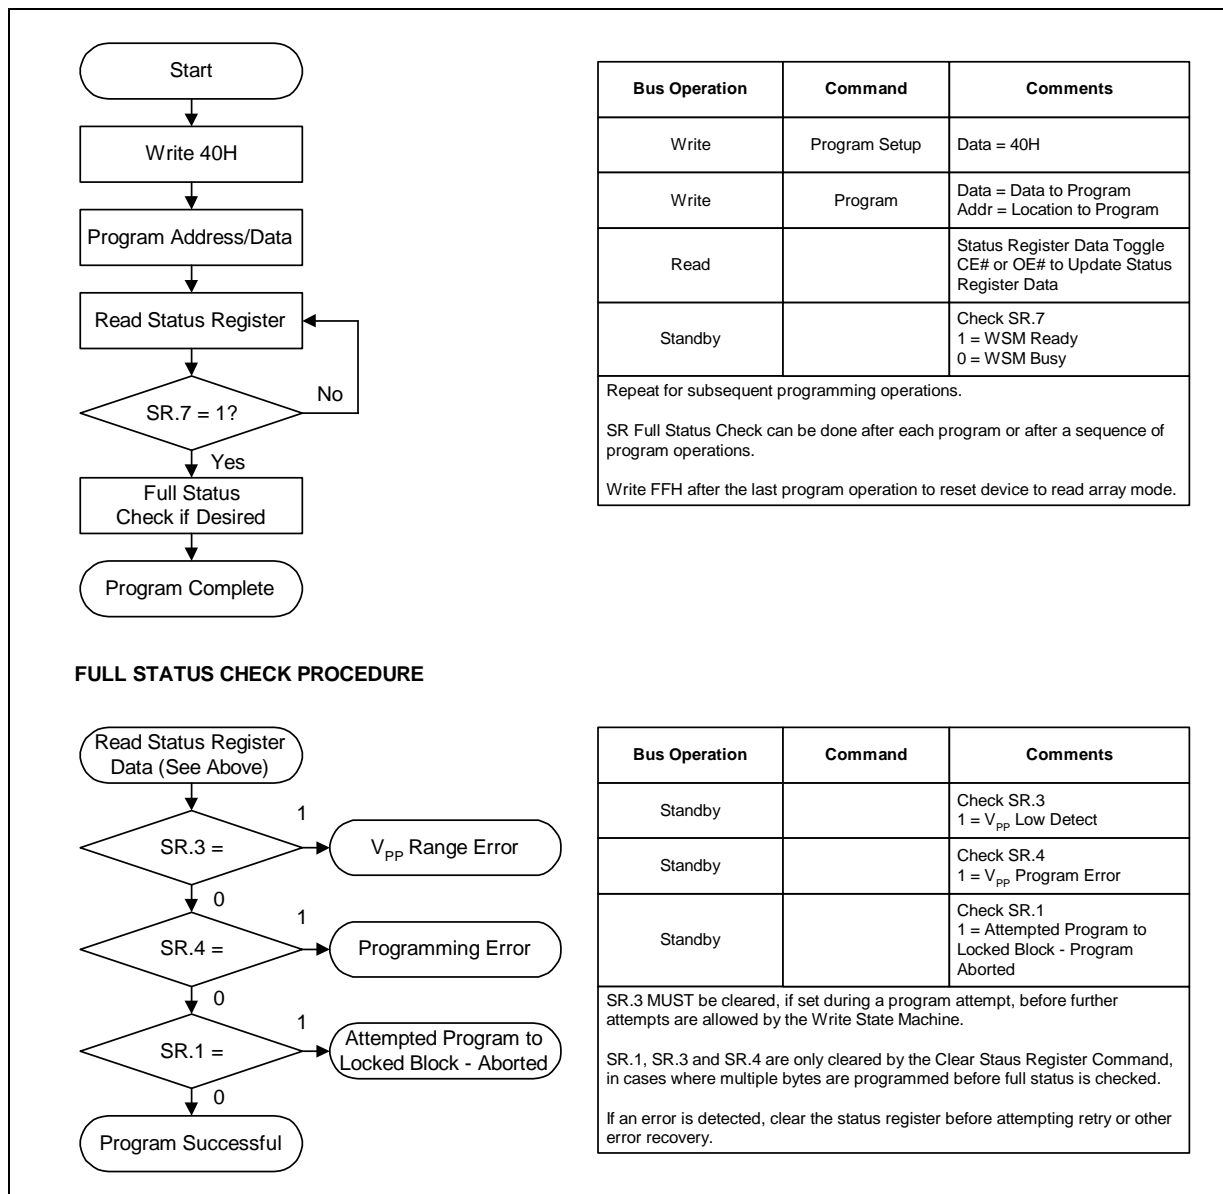 Start
Write 40H
Program Address/Data
Read Status Register
No
SR.7 = 1?
Yes
Full Status
Check if Desired
Program Complete
Bus Operation Command Comments
Write Program Setup Data = 40H
Write Program Data = Data to Program
Addr = Location to Program
Read Status Register Data Toggle
CE# or OE# to Update Status
Register Data
Standby Check SR.7
1 = WSM Ready
0 = WSM Busy
Repeat for subsequent programming operations.
SR Full Status Check can be done after each program or after a sequence of
program operations.
Write FFH after the last program operation to reset device to read array mode.
FULL STATUS CHECK PROCEDURE
Read Status Register
Data (See Above)
1
SR.3 =
V_PP Range Error
0
1
SR.4 =
Programming Error
0
1
SR.1 =
Attempted Program to
Locked Block - Aborted
0
Program Successful
Bus Operation Command Comments
Standby Check SR.3
1 = V_PP Low Detect
Standby Check SR.4
1 = V_PP Program Error
Standby Check SR.1
1 = Attempted Program to
Locked Block - Program
Aborted
SR.3 MUST be cleared, if set during a program attempt, before further
attempts are allowed by the Write State Machine.
SR.1, SR.3 and SR.4 are only cleared by the Clear Staus Register Command,
in cases where multiple bytes are programmed before full status is checked.
If an error is detected, clear the status register before attempting retry or other
error recovery.